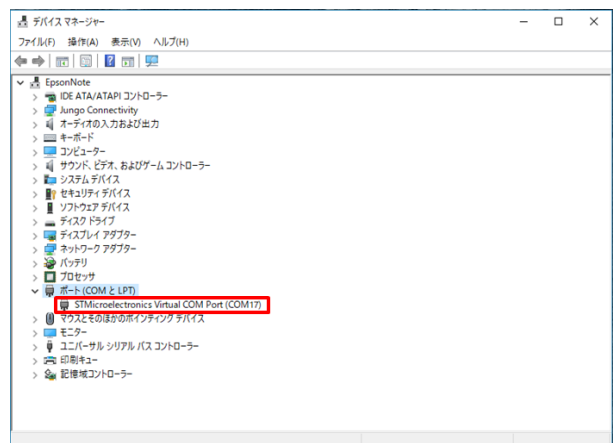 デバイス マネージャー
ファイル(F) 操作(A) 表示(V) ヘルプ(H)
EpsonNote
IDE ATA/ATAPI コントローラー
Jungo Connectivity
オーディオの入力および出力
キーボード
コンピューター
サウンド、ビデオ、およびゲーム コントローラー
システム デバイス
セキュリティ デバイス
ソフトウェア デバイス
ディスク ドライブ
ディスプレイ アダプター
ネットワーク アダプター
バッテリ
プロセッサ
ポート (COM と LPT)
STMicroelectronics Virtual COM Port (COM17)
マウスとそのほかのポインティング デバイス
モニター
ユニバーサル シリアル バス コントローラー
印刷キュー
記憶域コントローラー